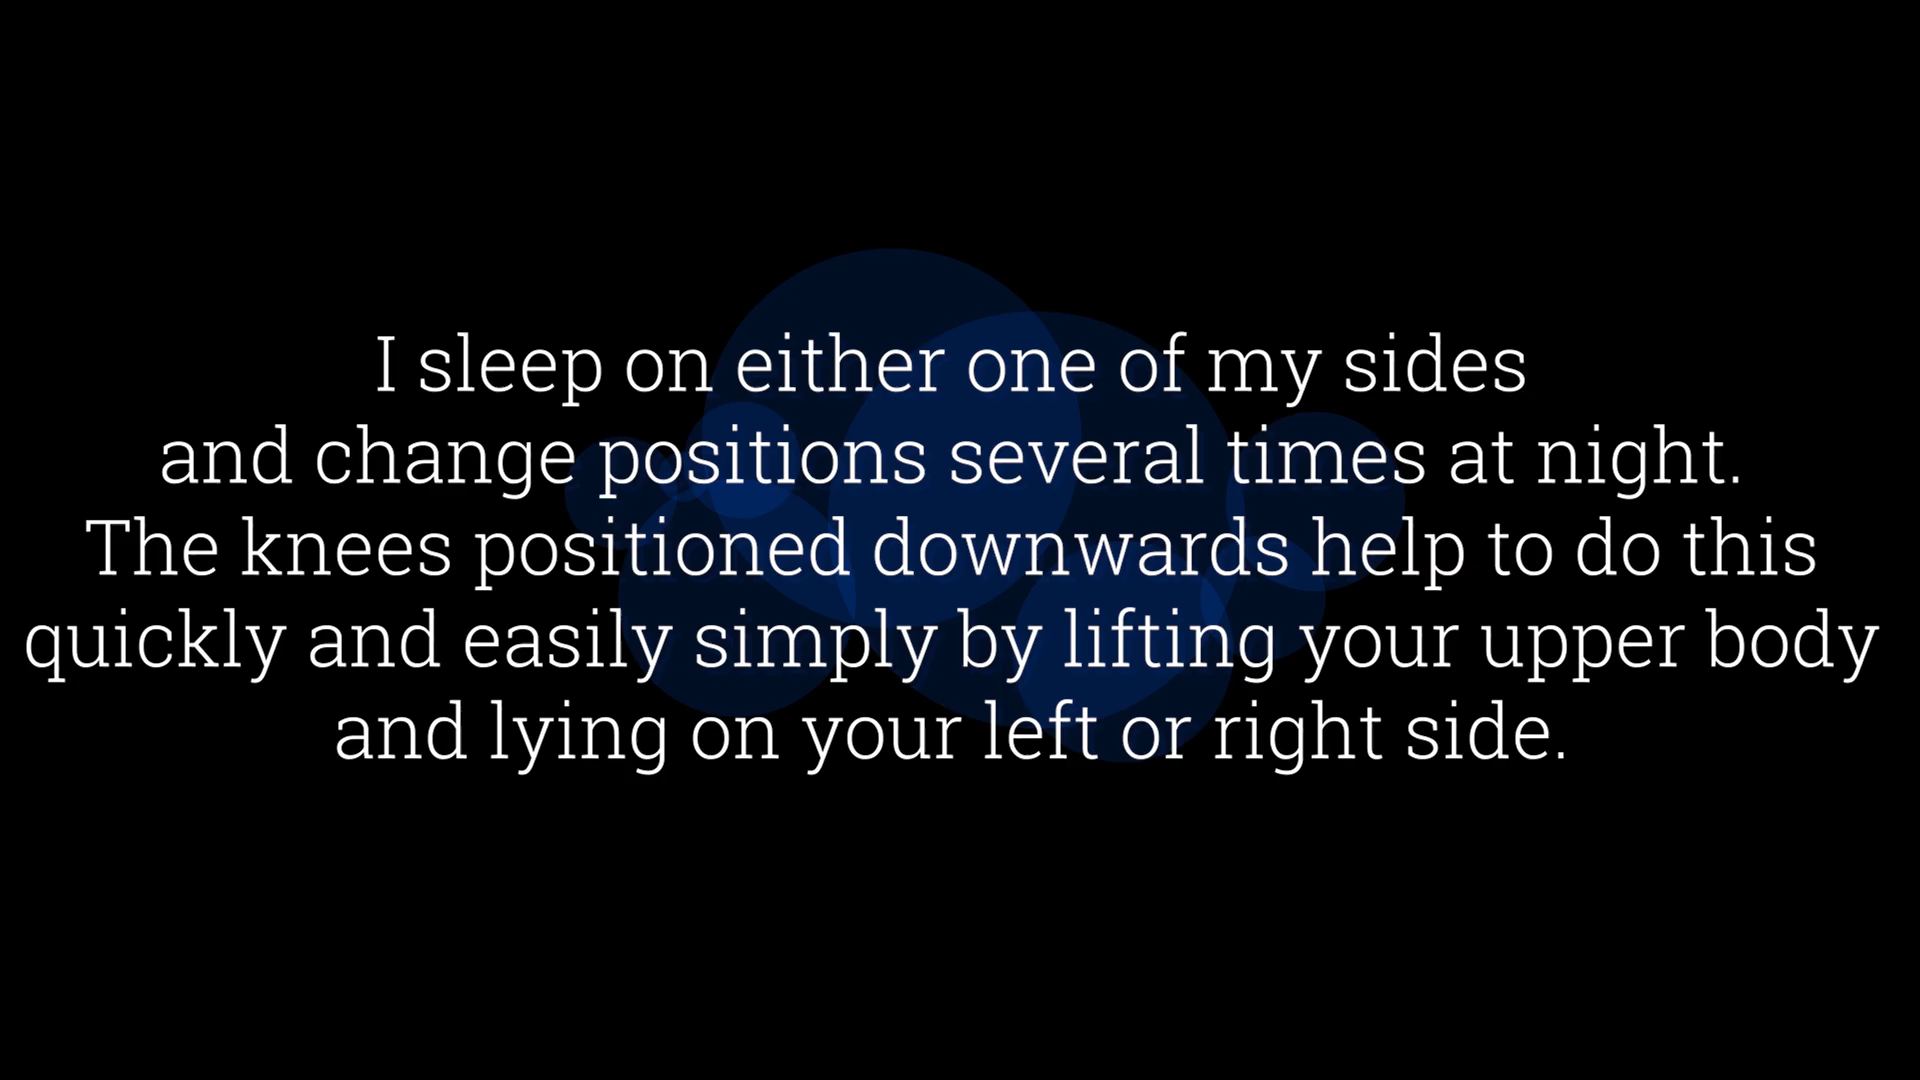 I sleep on either one of my sides
and change positions several times at night.
The knees positioned downwards help to do this
quickly and easily simply by lifting your upper body
and lying on your left or right side.